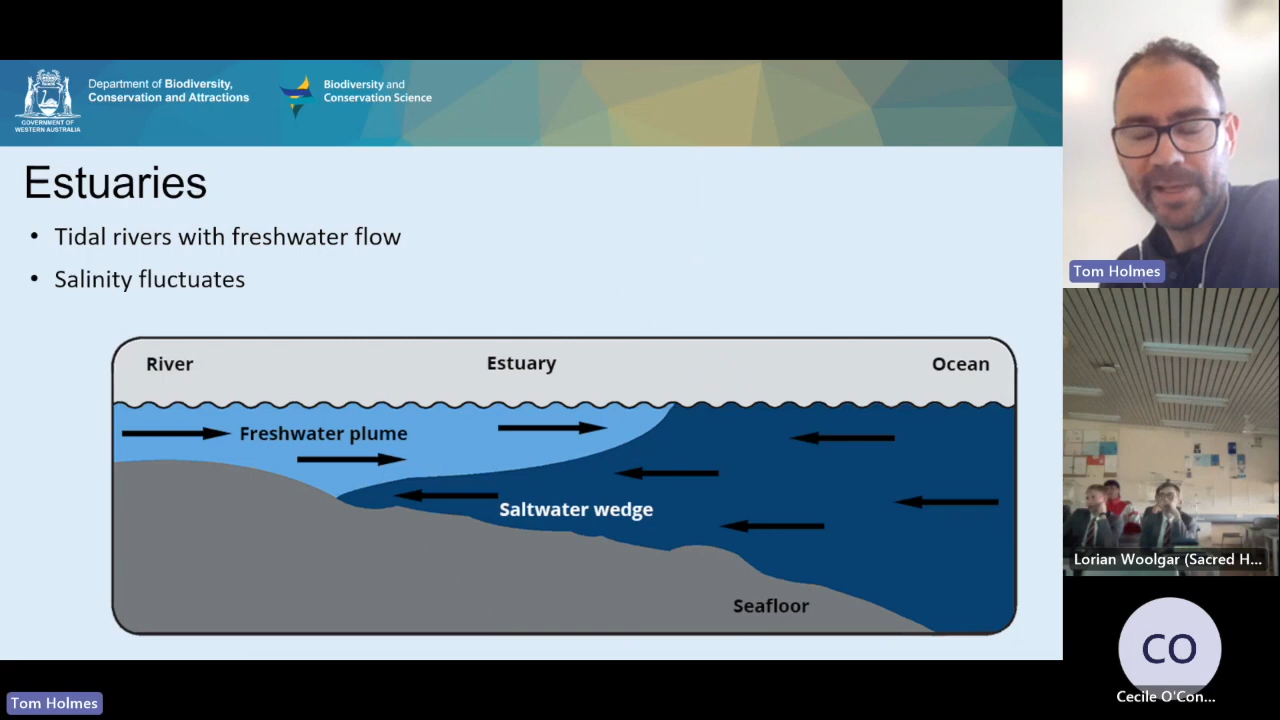 Department of Biodiversity,
Conservation and Attractions
Biodiversity and
Conservation Science
GOVERNMENT OF
WESTERN AUSTRALIA
Estuaries
• Tidal rivers with freshwater flow
• Salinity fluctuates
River
Estuary
Ocean
Freshwater plume
Saltwater wedge
Seafloor
Tom Holmes
Tom Holmes
Lorian Woolgar (Sacred H...
CO
Cecile O'Con...